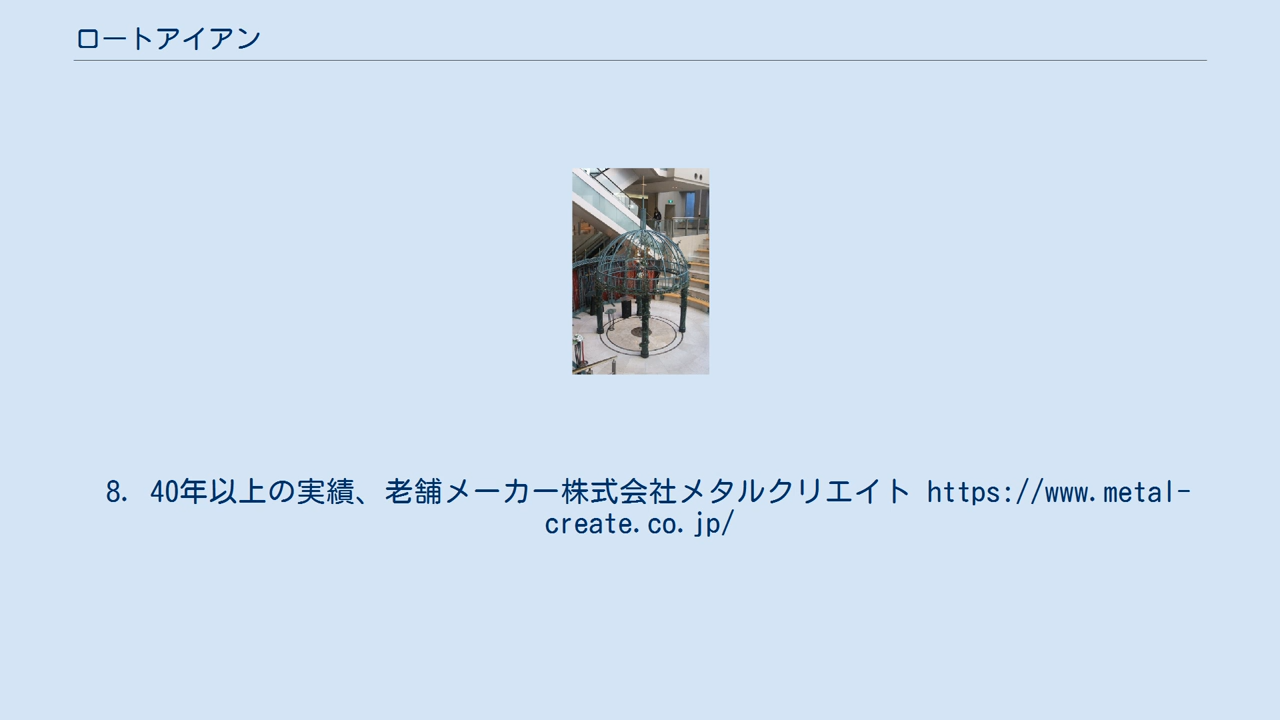 ロートアイアン
8. 40年以上の実績、老舗メーカー株式会社メタルクリエイト https://www.metal-
create.co.jp/